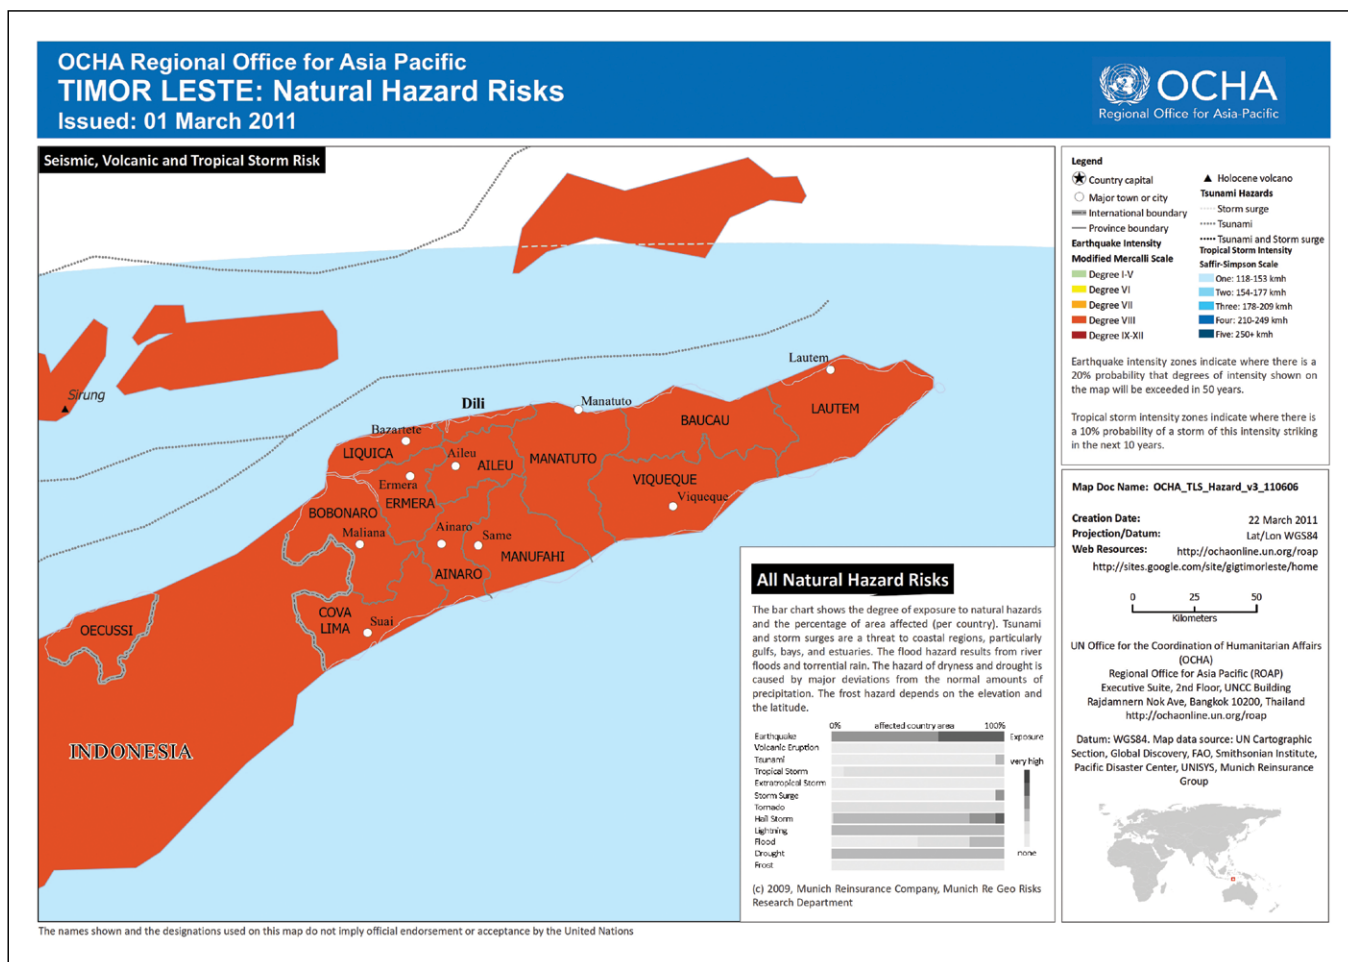 OCHA Regional Office for Asia Pacific
TIMOR LESTE: Natural Hazard Risks
Issued: 01 March 2011
OCHA
Regional Office for Asia-Pacific
Seismic, Volcanic and Tropical Storm Risk
Sirung
Lautem
Dili
Manatuto
LAUTEM
BAUCAU
Bazartete
LIQUICA
Aileu
AILEU
MANATUTO
VIQUEQUE
Ermera
ERMERA
Viqueque
BOBONARO
Maliana
Ainaro
Same
MANUFAHI
AINARO
COVA
LIMA
Suai
OECUSSI
INDONESIA
All Natural Hazard Risks
The bar chart shows the degree of exposure to natural hazards
and the percentage of area affected (per country). Tsunami
and storm surges are a threat to coastal regions, particularly
gulfs, bays, and estuaries. The flood hazard results from river
floods and torrential rain. The hazard of dryness and drought is
caused by major deviations from the normal amounts of
precipitation. The frost hazard depends on the elevation and
the latitude.
0% affected country area 100%
Earthquake
Exposure
Volcanic Eruption
Tsunami
very high
Tropical Storm
Extratropical Storm
Storm Surge
Tornado
Hail Storm
Lightning
Flood
Drought
none
Frost
(c) 2009, Munich Reinsurance Company, Munich Re Geo Risks
Research Department
Legend
Country capital
Major town or city
International boundary
Province boundary
Earthquake Intensity
Modified Mercalli Scale
Degree I-V
Degree VI
Degree VII
Degree VIII
Degree IX-XII
Holocene volcano
Tsunami Hazards
Storm surge
Tsunami
Tsunami and Storm surge
Tropical Storm Intensity
Saffir-Simpson Scale
One: 118-153 kmh
Two: 154-177 kmh
Three: 178-209 kmh
Four: 210-249 kmh
Five: 250+ kmh
Earthquake intensity zones indicate where there is a
20% probability that degrees of intensity shown on
the map will be exceeded in 50 years.
Tropical storm intensity zones indicate where there is
a 10% probability of a storm of this intensity striking
in the next 10 years.
Map Doc Name: OCHA_TLS_Hazard_v3_110606
Creation Date: 22 March 2011
Projection/Datum: Lat/Lon WGS84
Web Resources: http://ochaonline.un.org/roap
http://sites.google.com/site/gigtimorleste/home
0 25 50
Kilometers
UN Office for the Coordination of Humanitarian Affairs
(OCHA)
Regional Office for Asia Pacific (ROAP)
Executive Suite, 2nd Floor, UNCC Building
Rajdamnern Nok Ave, Bangkok 10200, Thailand
http://ochaonline.un.org/roap
Datum: WGS84. Map data source: UN Cartographic
Section, Global Discovery, FAO, Smithsonian Institute,
Pacific Disaster Center, UNISYS, Munich Reinsurance
Group
The names shown and the designations used on this map do not imply official endorsement or acceptance by the United Nations